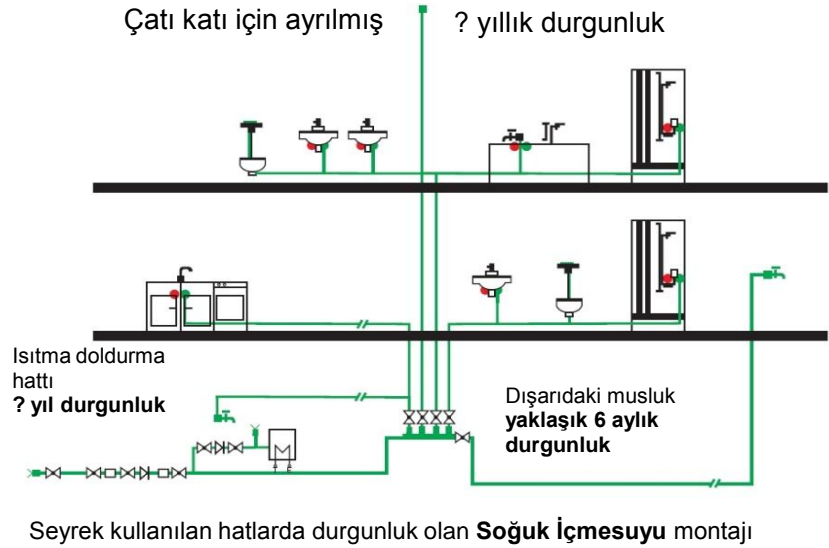 Çatı katı için ayrılmış
? yıllık durgunluk
Isıtma doldurma
hattı
? yıl durgunluk
Dışarıdaki musluk
yaklaşık 6 aylık
durgunluk
Seyrek kullanılan hatlarda durgunluk olan Soğuk İçmesuyu montajı